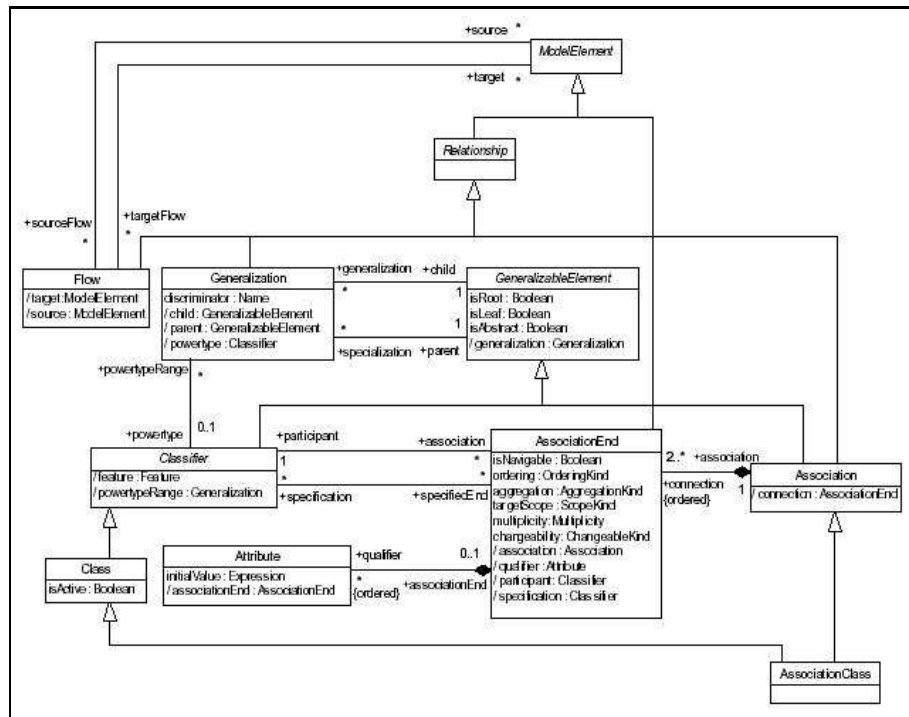 +source *
ModelElement
+target *
Relationship
+sourceFlow
*
+targetFlow
*
Flow
/target:ModelElement
/source : ModelElement
Generalization
discriminator : Name
/child : GeneralizableElement
/parent : GeneralizableElement
/powertype : Classifier
+generalization +child
* 1
* 1
+specialization +parent
GeneralizableElement
isRoot : Boolean
isLeaf : Boolean
isAbstract : Boolean
/generalization : Generalization
+powertypeRange *
+powertype 0..1
Classifier
/feature : Feature
/powertypeRange : Generalization
+participant +association
1 *
* *
+specification +specifiedEnd
AssociationEnd
isNavigable : Boolean
ordering : OrderingKind
aggregation : AggregationKind
targetScope : ScopeKind
multiplicity : Multiplicity
changeability : ChangeableKind
/association : Association
/qualifier : Attribute
/participant : Classifier
/specification : Classifier
2..* +association
+connection 1
{ordered}
Association
/connection : AssociationEnd
Class
isActive : Boolean
Attribute
initialValue : Expression
/associationEnd : AssociationEnd
+qualifier 0..1
*
{ordered}
+associationEnd
AssociationClass